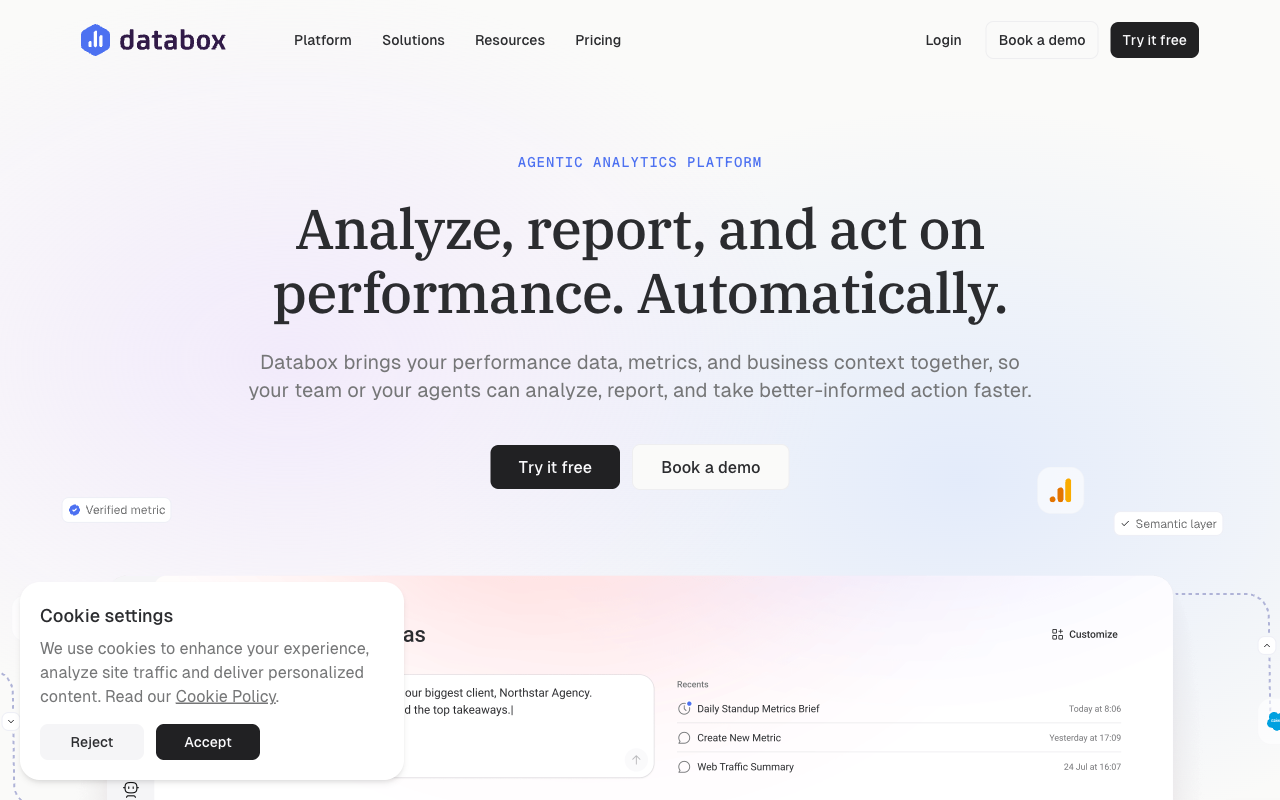 databox
Platform
Solutions
Resources
Pricing
Login
Book a demo
Try it free
AGENTIC ANALYTICS PLATFORM
Analyze, report, and act on
performance. Automatically.
Databox brings your performance data, metrics, and business context together, so
your team or your agents can analyze, report, and take better-informed action faster.
Try it free
Book a demo
Verified metric
Semantic layer
Cookie settings
We use cookies to enhance your experience,
analyze site traffic and deliver personalized
content. Read our Cookie Policy.
Reject
Accept
as
Customize
our biggest client, Northstar Agency.
d the top takeaways.
Recents
Daily Standup Metrics Brief
Today at 8:06
Create New Metric
Yesterday at 17:09
Web Traffic Summary
24 Jul at 16:07